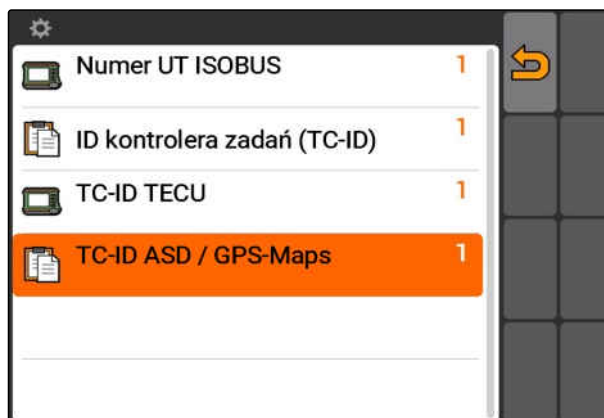 Numer UT ISOBUS 1
ID kontrolera zadań (TC-ID) 1
TC-ID TECU 1
TC-ID ASD / GPS-Maps 1